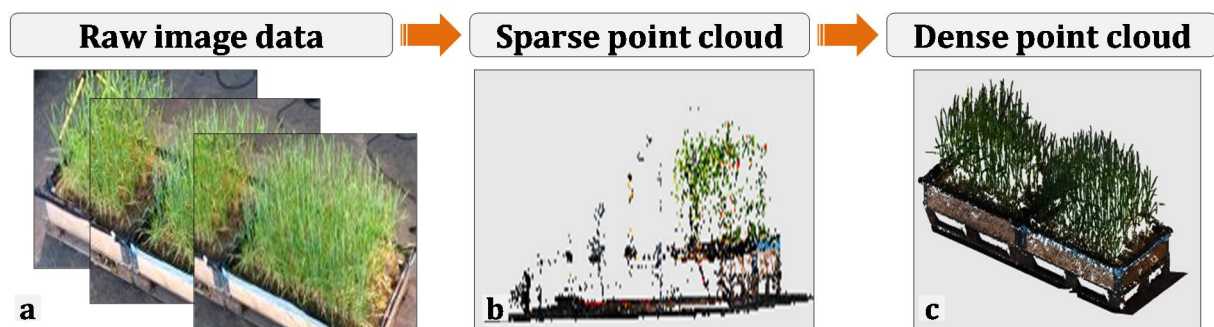 Raw image data
Sparse point cloud
Dense point cloud
a
b
c